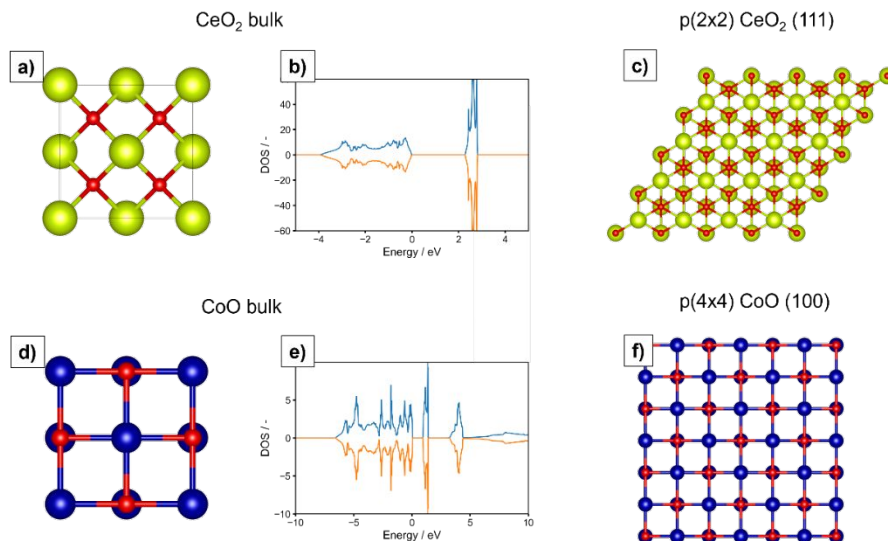 CeO₂ bulk
p(2x2) CeO₂ (111)
a)
b)
c)
DOS / -
40
20
0
−20
−40
−60
−4
−2
0
2
4
Energy / eV
CoO bulk
p(4x4) CoO (100)
d)
e)
f)
DOS / -
5
0
−5
−10
−10
−5
0
5
10
Energy / eV